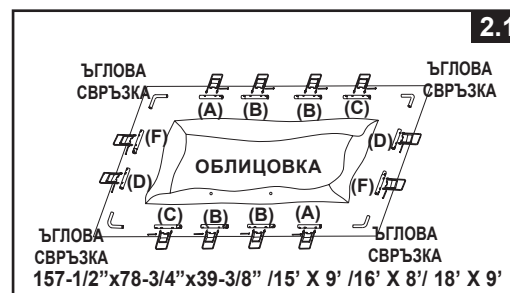 2.1
ЪГЛОВА
СВРЪЗКА
ЪГЛОВА
СВРЪЗКА
(A) (B) (B) (C)
(F) (D)
ОБЛИЦОВКА
(D) (F)
(C) (B) (B) (A)
ЪГЛОВА
СВРЪЗКА
ЪГЛОВА
СВРЪЗКА
157-1/2”x78-3/4”x39-3/8” /15’ X 9’ /16’ X 8’/ 18’ X 9’